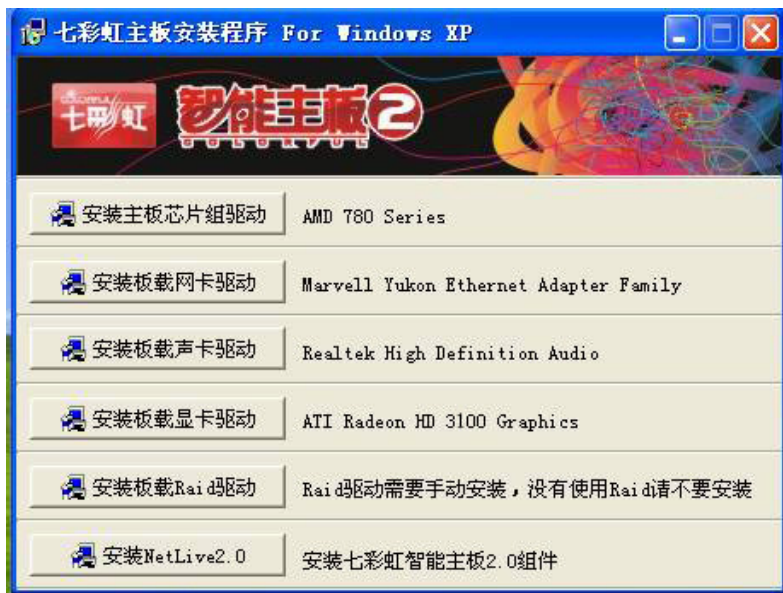 七彩虹主板安装程序 For Windows XP
COLORFUL
七彩虹
智能主板2
COLORFUL
安装主板芯片组驱动 AMD 780 Series
安装板载网卡驱动 Marvell Yukon Ethernet Adapter Family
安装板载声卡驱动 Realtek High Definition Audio
安装板载显卡驱动 ATI Radeon HD 3100 Graphics
安装板载Raid驱动 Raid驱动需要手动安装，没有使用Raid请不要安装
安装NetLive2.0 安装七彩虹智能主板2.0组件